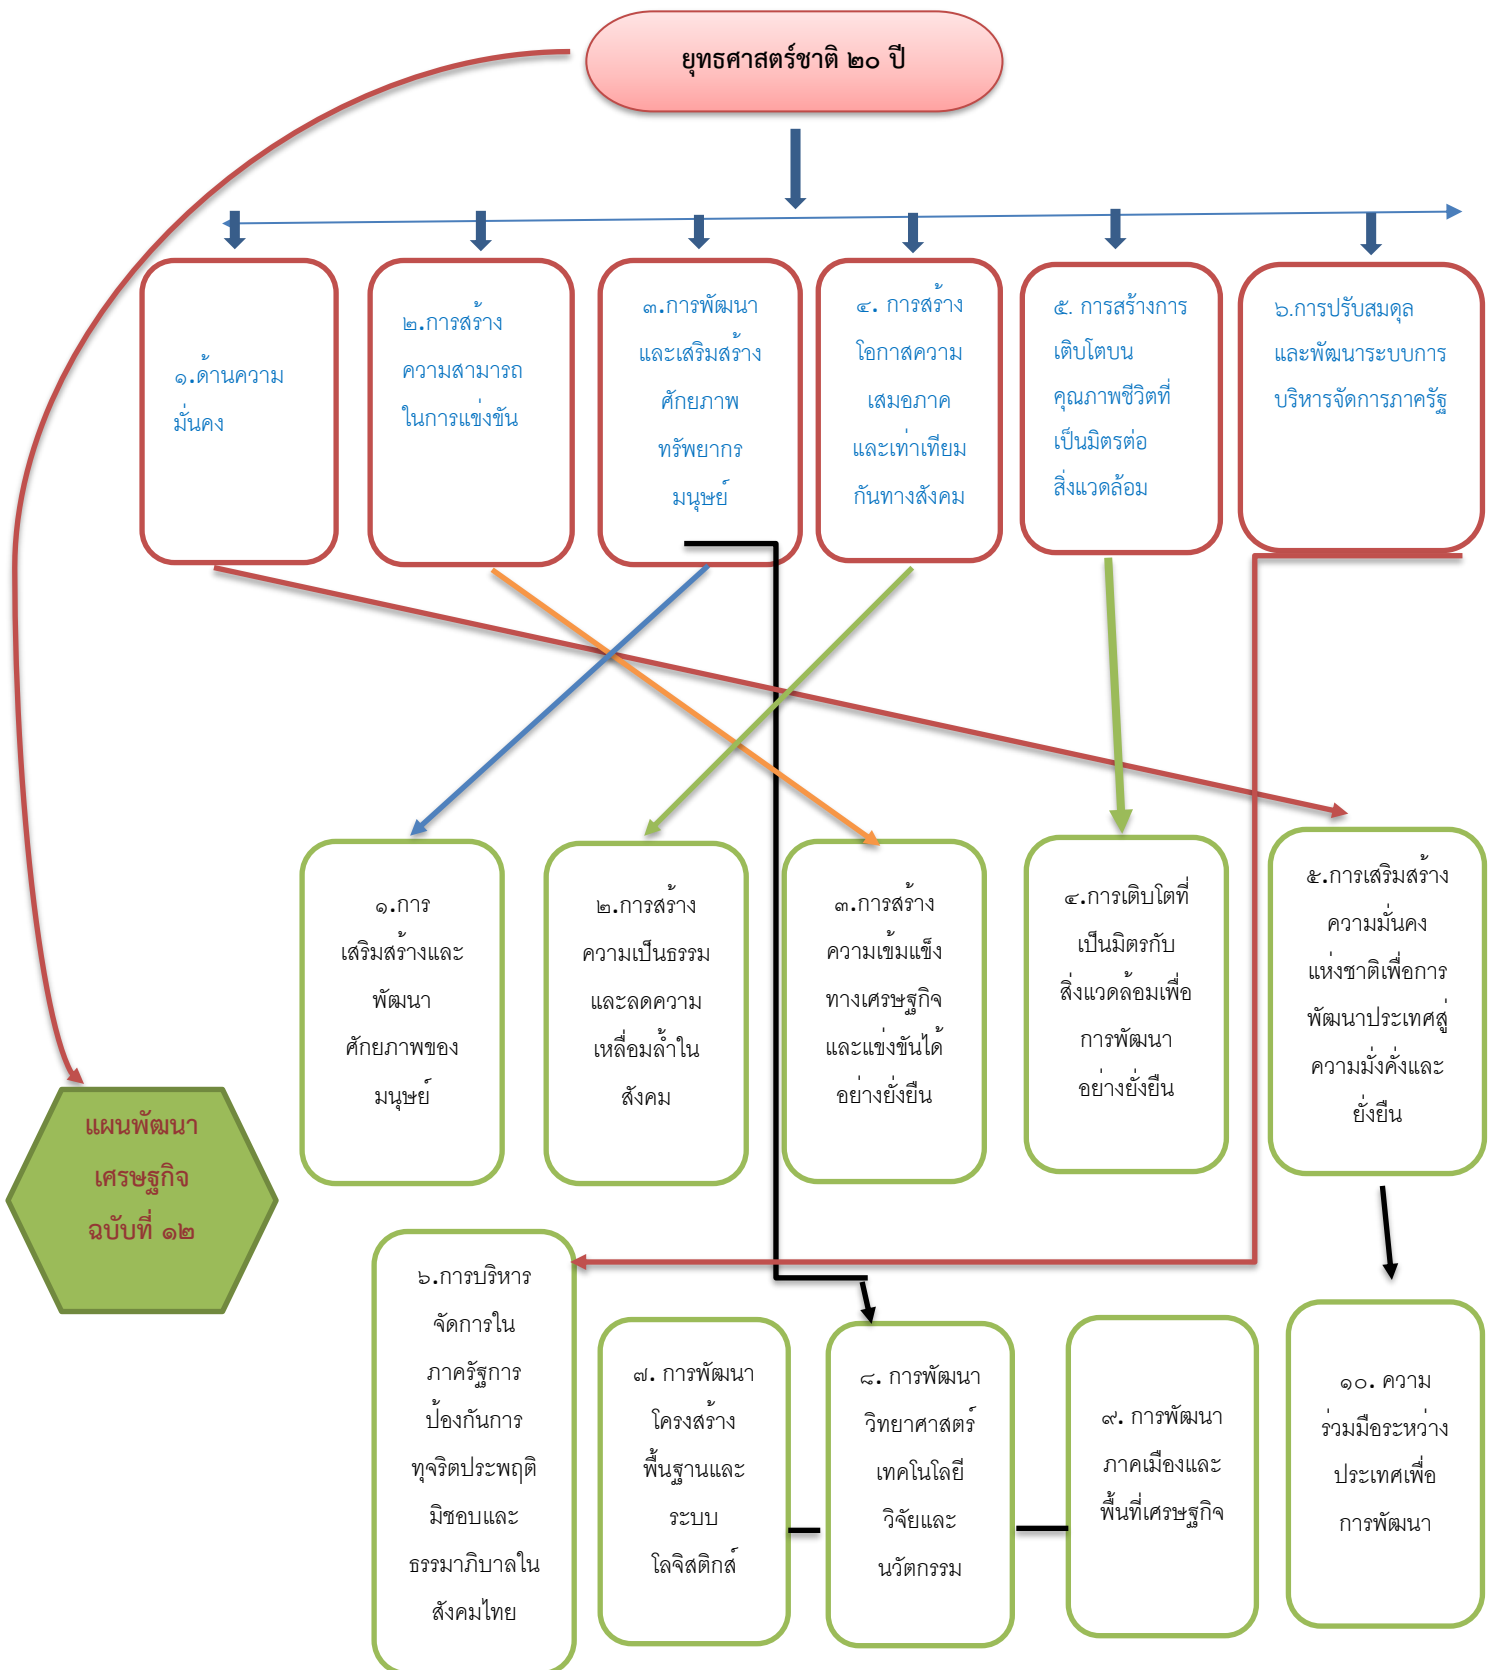 ยุทธศาสตร์ชาติ ๒๐ ปี
๑.ด้านความ
มั่นคง
๒.การสร้าง
ความสามารถ
ในการแข่งขัน
๓.การพัฒนา
และเสริมสร้าง
ศักยภาพ
ทรัพยากร
มนุษย์
๔. การสร้าง
โอกาสความ
เสมอภาค
และเท่าเทียม
กันทางสังคม
๕. การสร้างการ
เติบโตบน
คุณภาพชีวิตที่
เป็นมิตรต่อ
สิ่งแวดล้อม
๖.การปรับสมดุล
และพัฒนาระบบการ
บริหารจัดการภาครัฐ
แผนพัฒนา
เศรษฐกิจ
ฉบับที่ ๑๒
๑.การ
เสริมสร้างและ
พัฒนา
ศักยภาพของ
มนุษย์
๒.การสร้าง
ความเป็นธรรม
และลดความ
เหลื่อมล้ำใน
สังคม
๓.การสร้าง
ความเข้มแข็ง
ทางเศรษฐกิจ
และแข่งขันได้
อย่างยั่งยืน
๔.การเติบโตที่
เป็นมิตรกับ
สิ่งแวดล้อมเพื่อ
การพัฒนา
อย่างยั่งยืน
๕.การเสริมสร้าง
ความมั่นคง
แห่งชาติเพื่อการ
พัฒนาประเทศสู่
ความมั่งคั่งและ
ยั่งยืน
๖.การบริหาร
จัดการใน
ภาครัฐการ
ป้องกันการ
ทุจริตประพฤติ
มิชอบและ
ธรรมาภิบาลใน
สังคมไทย
๗. การพัฒนา
โครงสร้าง
พื้นฐานและ
ระบบ
โลจิสติกส์
๘. การพัฒนา
วิทยาศาสตร์
เทคโนโลยี
วิจัยและ
นวัตกรรม
๙. การพัฒนา
ภาคเมืองและ
พื้นที่เศรษฐกิจ
๑๐. ความ
ร่วมมือระหว่าง
ประเทศเพื่อ
การพัฒนา